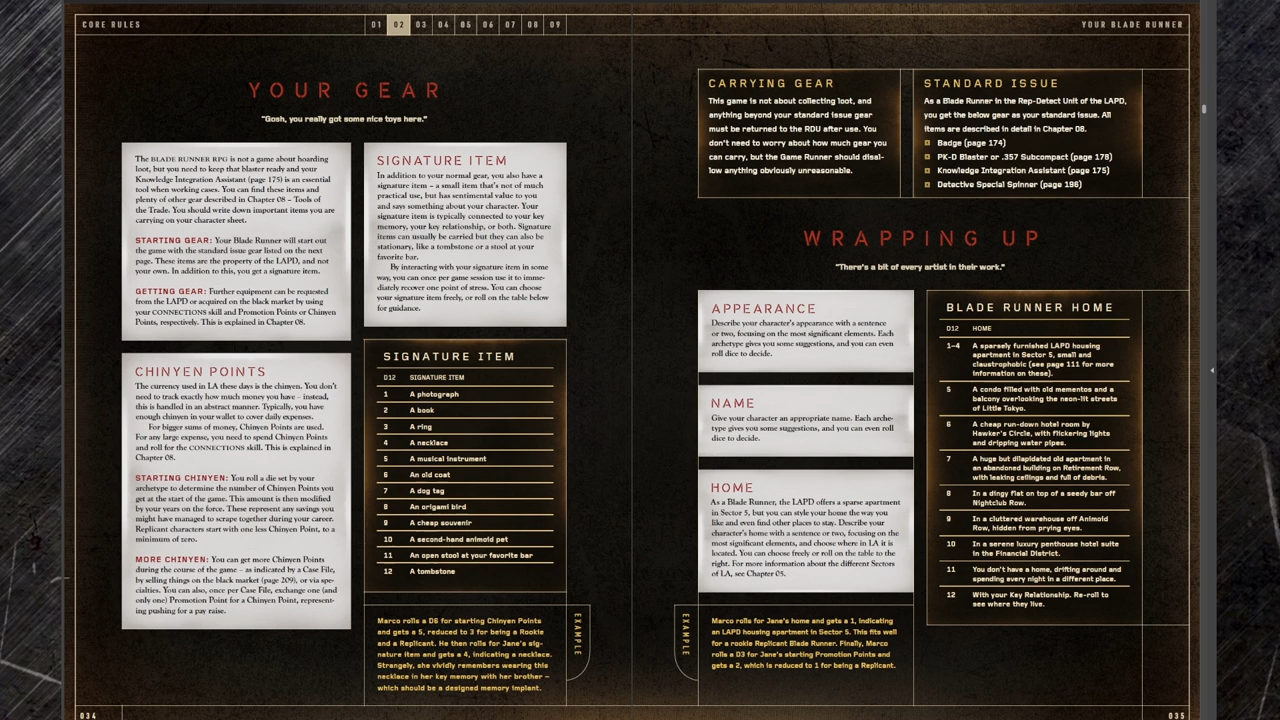 CORE RULES
01 02 03 04 05 06 07 08 09
YOUR BLADE RUNNER
YOUR GEAR
"Gosh, you really got some nice toys here."
The BLADE RUNNER RPG is not a game about hoarding
loot, but you need to keep that blaster ready and your
Knowledge Integration Assistant (page 175) is an essential
tool when working cases. You can find these items and
plenty of other gear described in Chapter 08 – Tools of
the Trade. You should write down important items you are
carrying on your character sheet.
STARTING GEAR: Your Blade Runner will start out
the game with the standard issue gear listed on the next
page. These items are the property of the LAPD, and not
your own. In addition to this, you get a signature item.
GETTING GEAR: Further equipment can be requested
from the LAPD or acquired on the black market by using
your CONNECTIONS skill and Promotion Points or Chinyen
Points, respectively. This is explained in Chapter 08.
CHINYEN POINTS
The currency used in LA these days is the chinyen. You don't
need to track exactly how much money you have – instead,
this is handled in an abstract manner. Typically, you have
enough chinyen in your wallet to cover daily expenses.
For bigger sums of money, Chinyen Points are used.
For any large expense, you need to spend Chinyen Points
and roll for the CONNECTIONS skill. This is explained in
Chapter 08.
STARTING CHINYEN: You roll a die set by your
archetype to determine the number of Chinyen Points you
get at the start of the game. This amount is then modified
by your years on the force. These represent any savings you
might have managed to scrape together during your career.
Replicant characters start with one less Chinyen Point, to a
minimum of zero.
MORE CHINYEN: You can get more Chinyen Points
during the course of the game – as indicated by a Case File,
by selling things on the black market (page 209), or via spe-
cialties. You can also, once per Case File, exchange one (and
only one) Promotion Point for a Chinyen Point, represent-
ing pushing for a pay raise.
SIGNATURE ITEM
In addition to your normal gear, you also have a
signature item – a small item that's not of much
practical use, but has sentimental value to you
and says something about your character. Your
signature item is typically connected to your key
memory, your key relationship, or both. Signature
items can usually be carried but they can also be
stationary, like a tombstone or a stool at your
favorite bar.
By interacting with your signature item in some
way, you can once per game session use it to imme-
diately recover one point of stress. You can choose
your signature item freely, or roll on the table below
for guidance.
SIGNATURE ITEM
D12 SIGNATURE ITEM
1 A photograph
2 A book
3 A ring
4 A necklace
5 A musical instrument
6 An old coat
7 A dog tag
8 An origami bird
9 A cheap souvenir
10 A second-hand animoid pet
11 An open stool at your favorite bar
12 A tombstone
Marco rolls a D6 for starting Chinyen Points
and gets a 5, reduced to 3 for being a Rookie
and a Replicant. He then rolls for Jane's sig-
nature item and gets a 4, indicating a necklace.
Strangely, she vividly remembers wearing this
necklace in her key memory with her brother –
which should be a designed memory implant.
EXAMPLE
034
CARRYING GEAR
This game is not about collecting loot, and
anything beyond your standard issue gear
must be returned to the RDU after use. You
don't need to worry about how much gear you
can carry, but the Game Runner should disal-
low anything obviously unreasonable.
STANDARD ISSUE
As a Blade Runner in the Rep-Detect Unit of the LAPD,
you get the below gear as your standard issue. All
items are described in detail in Chapter 08.
Badge (page 174)
PK-D Blaster or .357 Subcompact (page 178)
Knowledge Integration Assistant (page 175)
Detective Special Spinner (page 196)
WRAPPING UP
"There's a bit of every artist in their work."
APPEARANCE
Describe your character's appearance with a sentence
or two, focusing on the most significant elements. Each
archetype gives you some suggestions, and you can even
roll dice to decide.
NAME
Give your character an appropriate name. Each arche-
type gives you some suggestions, and you can even roll
dice to decide.
HOME
As a Blade Runner, the LAPD offers a sparse apartment
in Sector 5, but you can style your home the way you
like and even find other places to stay. Describe your
character's home with a sentence or two, focusing on the
most significant elements, and choose where in LA it is
located. You can choose freely or roll on the table to the
right. For more information about the different Sectors
of LA, see Chapter 05.
BLADE RUNNER HOME
D12 HOME
1–4 A sparsely furnished LAPD housing
apartment in Sector 5, small and
claustrophobic (see page 111 for more
information on these).
5 A condo filled with old mementos and a
balcony overlooking the neon-lit streets
of Little Tokyo.
6 A cheap run-down hotel room by
Hawker's Circle, with flickering lights
and dripping water pipes.
7 A huge but dilapidated old apartment in
an abandoned building on Retirement Row,
with leaking ceilings and full of debris.
8 In a dingy flat on top of a seedy bar off
Nightclub Row.
9 In a cluttered warehouse off Animoid
Row, hidden from prying eyes.
10 In a serene luxury penthouse hotel suite
in the Financial District.
11 You don't have a home, drifting around and
spending every night in a different place.
12 With your Key Relationship. Re-roll to
see where they live.
EXAMPLE
Marco rolls for Jane's home and gets a 1, indicating
an LAPD housing apartment in Sector 5. This fits well
for a rookie Replicant Blade Runner. Finally, Marco
rolls a D3 for Jane's starting Promotion Points and
gets a 2, which is reduced to 1 for being a Replicant.
035